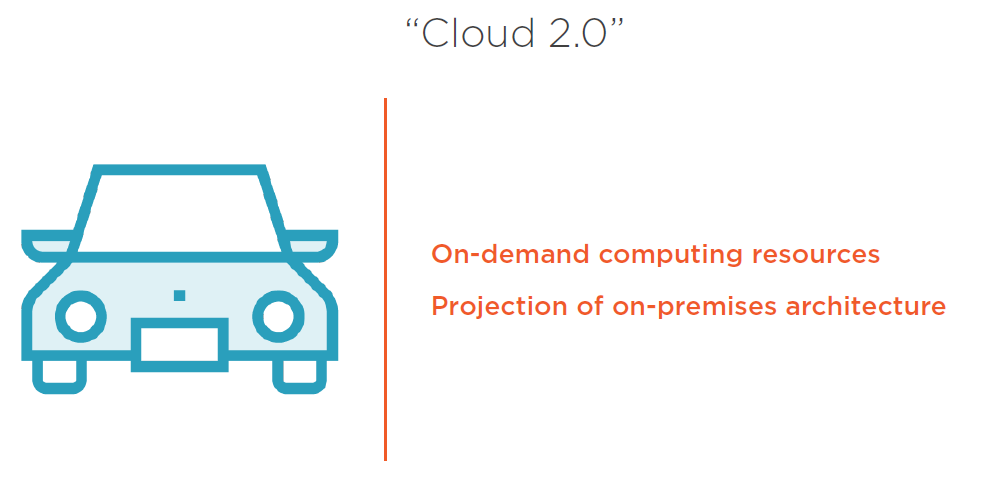 “Cloud 2.0”
On-demand computing resources
Projection of on-premises architecture